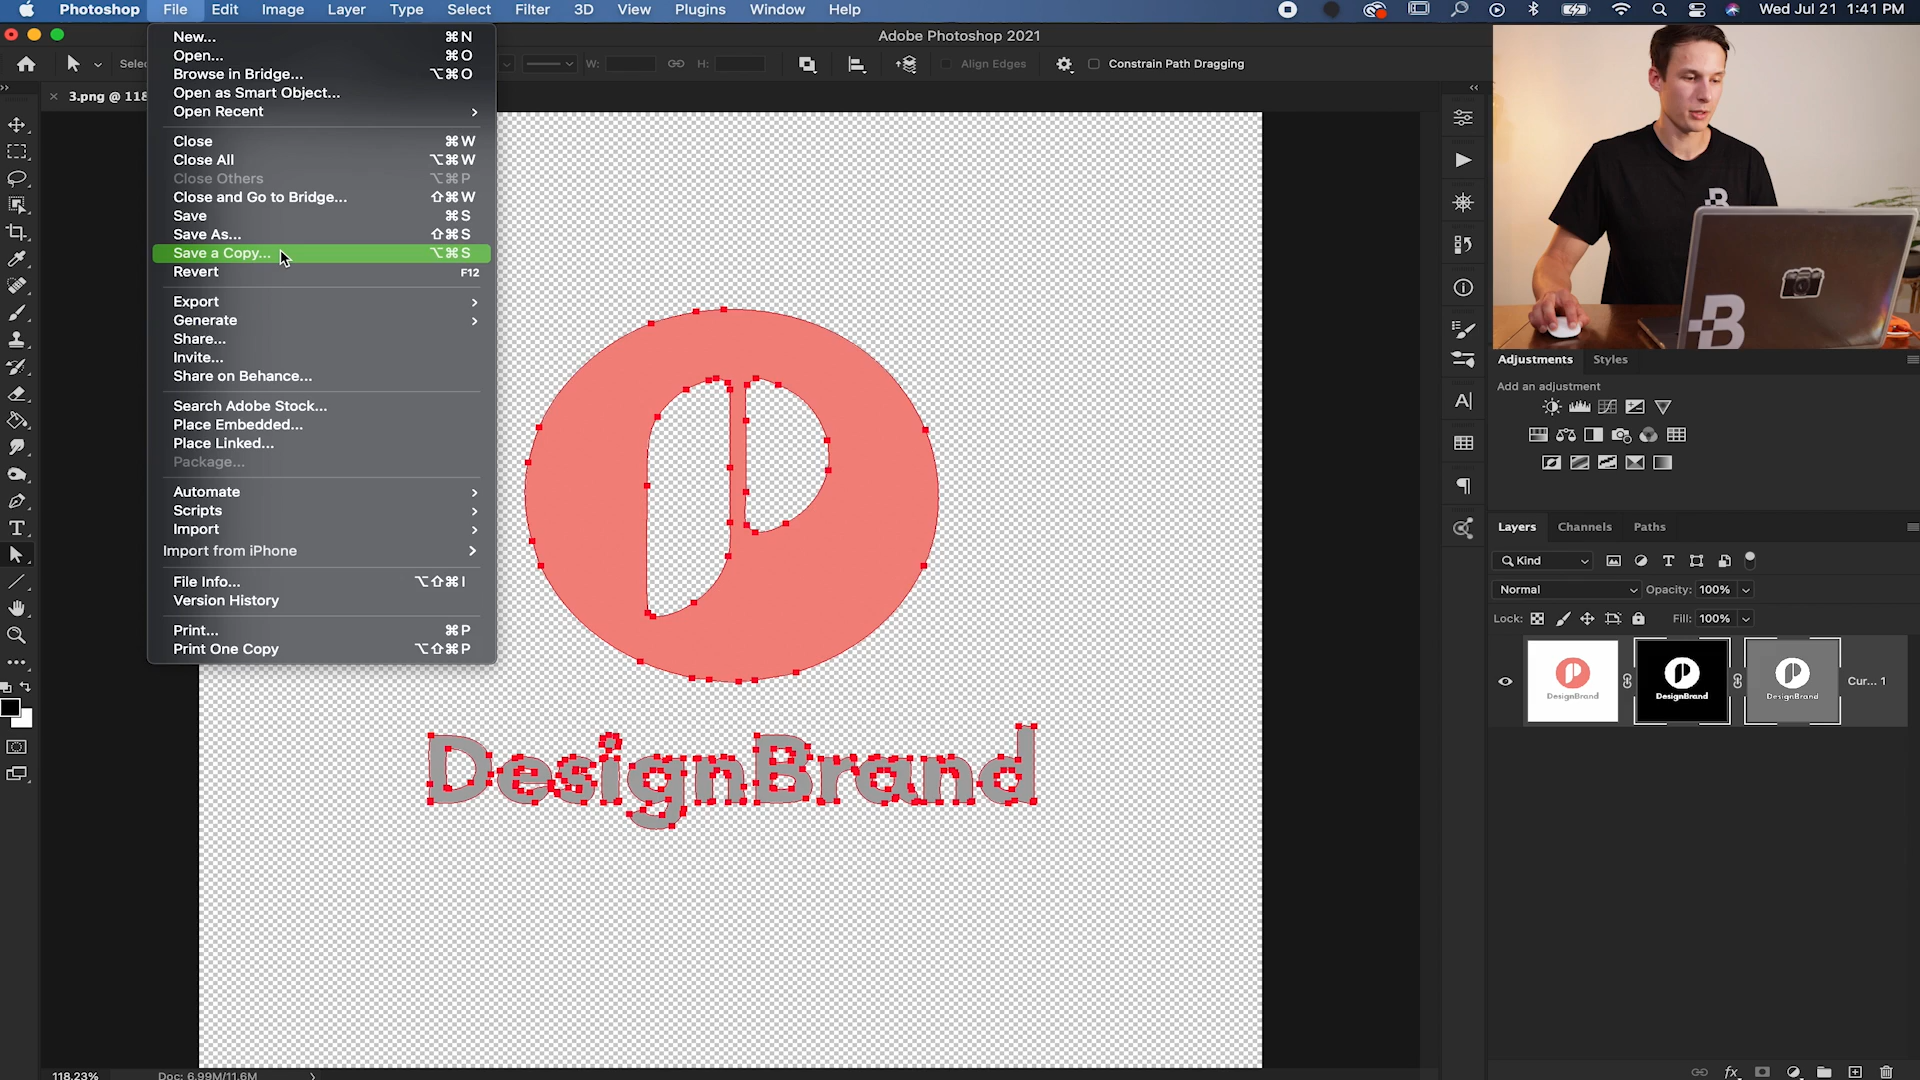 Photoshop File Edit Image Layer Type Select Filter 3D View Plugins Window Help Wed Jul 21 1:41 PM
Adobe Photoshop 2021
W: H: Align Edges Constrain Path Dragging
3.png @ 118
New... ⌘N
Open... ⌘O
Browse in Bridge... ⌥⌘O
Open as Smart Object...
Open Recent
Close ⌘W
Close All ⌥⌘W
Close Others ⌥⌘P
Close and Go to Bridge... ⇧⌘W
Save ⌘S
Save As... ⇧⌘S
Save a Copy... ⌥⌘S
Revert F12
Export
Generate
Share...
Invite...
Share on Behance...
Search Adobe Stock...
Place Embedded...
Place Linked...
Package...
Automate
Scripts
Import
Import from iPhone
File Info... ⌥⇧⌘I
Version History
Print... ⌘P
Print One Copy ⌥⇧⌘P
P
DesignBrand
B
B
Adjustments Styles
Add an adjustment
Layers Channels Paths
Kind
Normal Opacity: 100%
Lock: Fill: 100%
DesignBrand DesignBrand DesignBrand Cur... 1
118.23% Doc: 6.99M/11.6M